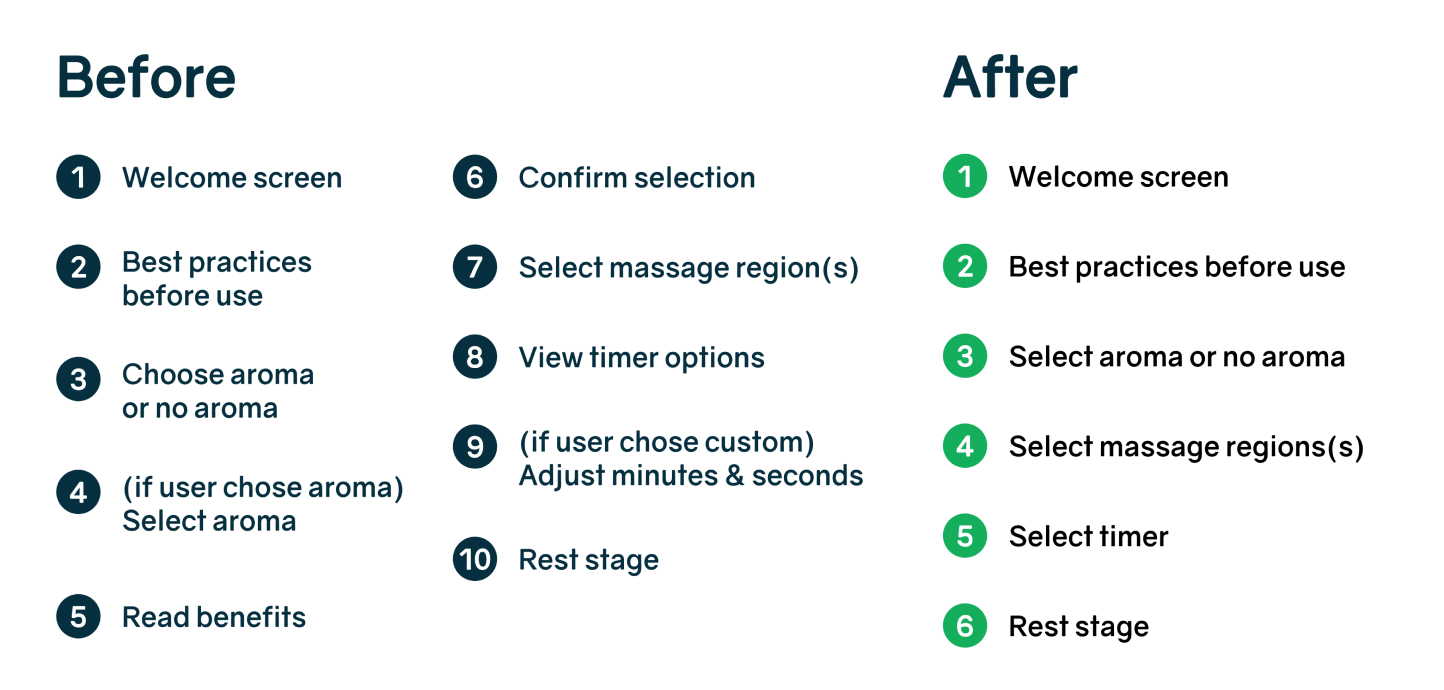 Before
1 Welcome screen
2 Best practices
before use
3 Choose aroma
or no aroma
4 (if user chose aroma)
Select aroma
5 Read benefits
6 Confirm selection
7 Select massage region(s)
8 View timer options
9 (if user chose custom)
Adjust minutes & seconds
10 Rest stage
After
1 Welcome screen
2 Best practices before use
3 Select aroma or no aroma
4 Select massage regions(s)
5 Select timer
6 Rest stage